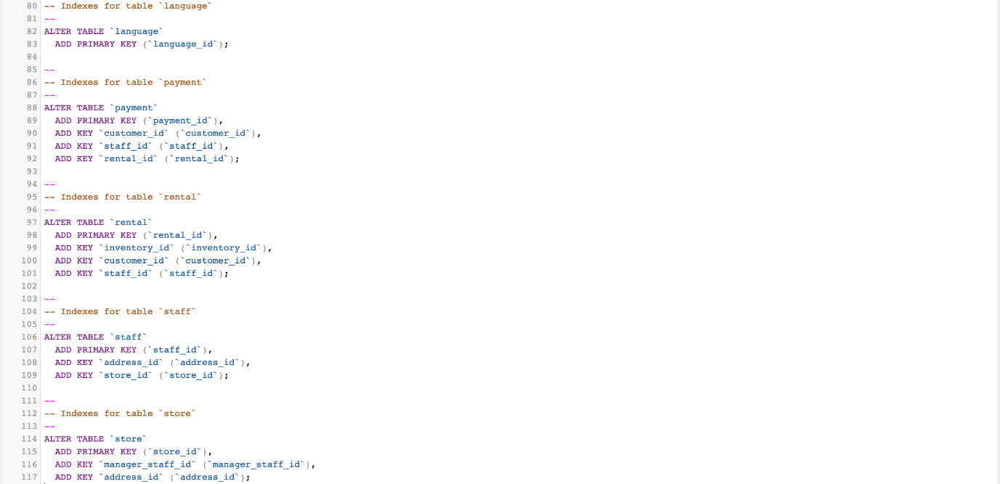 80 -- Indexes for table `language`
81 --
82 ALTER TABLE `language`
83   ADD PRIMARY KEY (`language_id`);
84
85 --
86 -- Indexes for table `payment`
87 --
88 ALTER TABLE `payment`
89   ADD PRIMARY KEY (`payment_id`),
90   ADD KEY `customer_id` (`customer_id`),
91   ADD KEY `staff_id` (`staff_id`),
92   ADD KEY `rental_id` (`rental_id`);
93
94 --
95 -- Indexes for table `rental`
96 --
97 ALTER TABLE `rental`
98   ADD PRIMARY KEY (`rental_id`),
99   ADD KEY `inventory_id` (`inventory_id`),
100   ADD KEY `customer_id` (`customer_id`),
101   ADD KEY `staff_id` (`staff_id`);
102
103 --
104 -- Indexes for table `staff`
105 --
106 ALTER TABLE `staff`
107   ADD PRIMARY KEY (`staff_id`),
108   ADD KEY `address_id` (`address_id`),
109   ADD KEY `store_id` (`store_id`);
110
111 --
112 -- Indexes for table `store`
113 --
114 ALTER TABLE `store`
115   ADD PRIMARY KEY (`store_id`),
116   ADD KEY `manager_staff_id` (`manager_staff_id`),
117   ADD KEY `address_id` (`address_id`);